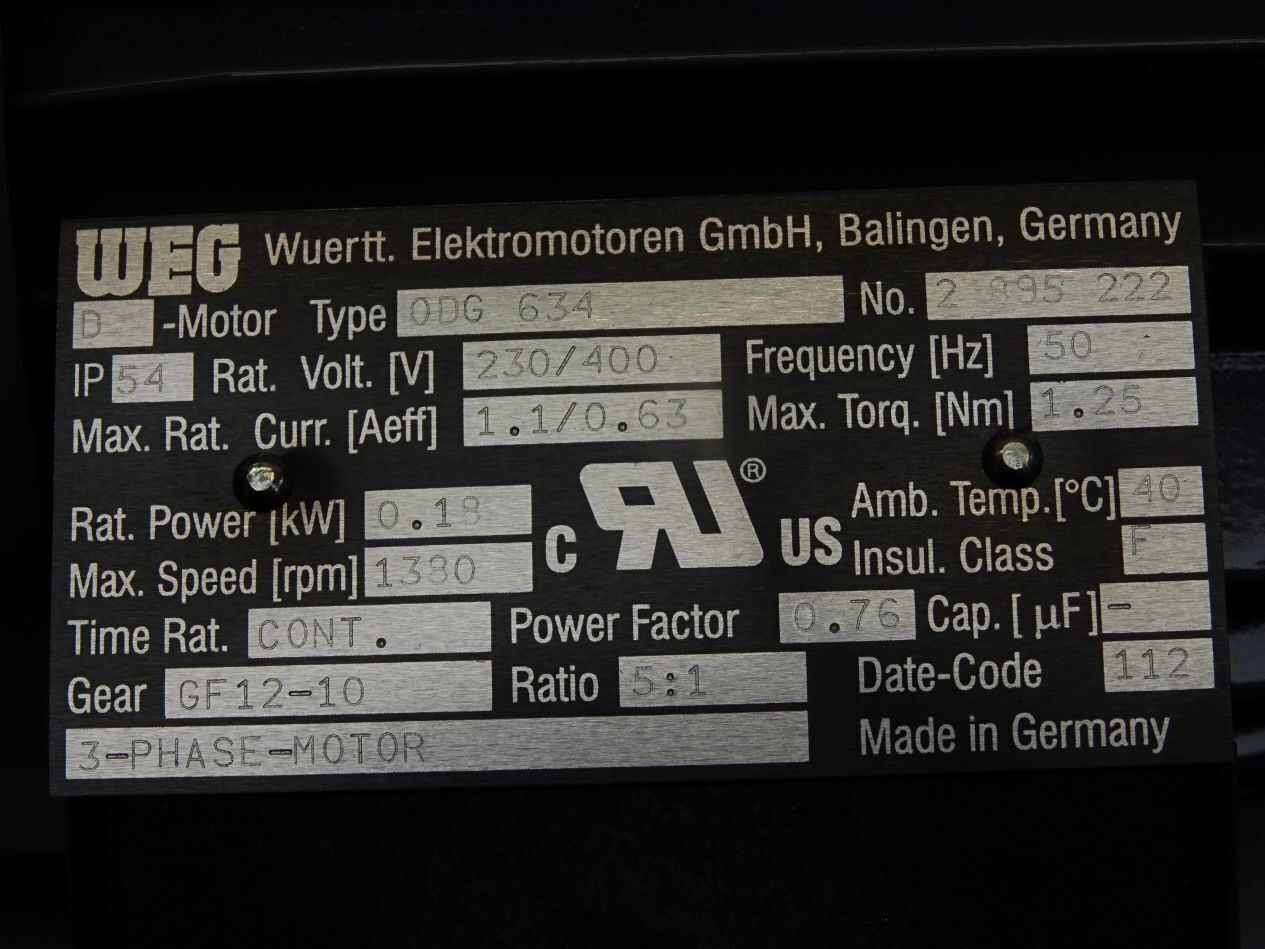 WEG Wuertt. Elektromotoren GmbH, Balingen, Germany
D -Motor Type ODG 634 No. 2 895 222
IP 54 Rat. Volt. [V] 230/400 Frequency [Hz] 50
Max. Rat. Curr. [Aeff] 1.1/0.63 Max. Torq. [Nm] 1.25
Rat. Power [kW] 0.18 Amb. Temp.[°C] 40
Max. Speed [rpm] 1380 C RU® US Insul. Class F
Time Rat. CONT. Power Factor 0.76 Cap. [ µF] -
Gear GF12-10 Ratio 5:1 Date-Code 112
3-PHASE-MOTOR Made in Germany